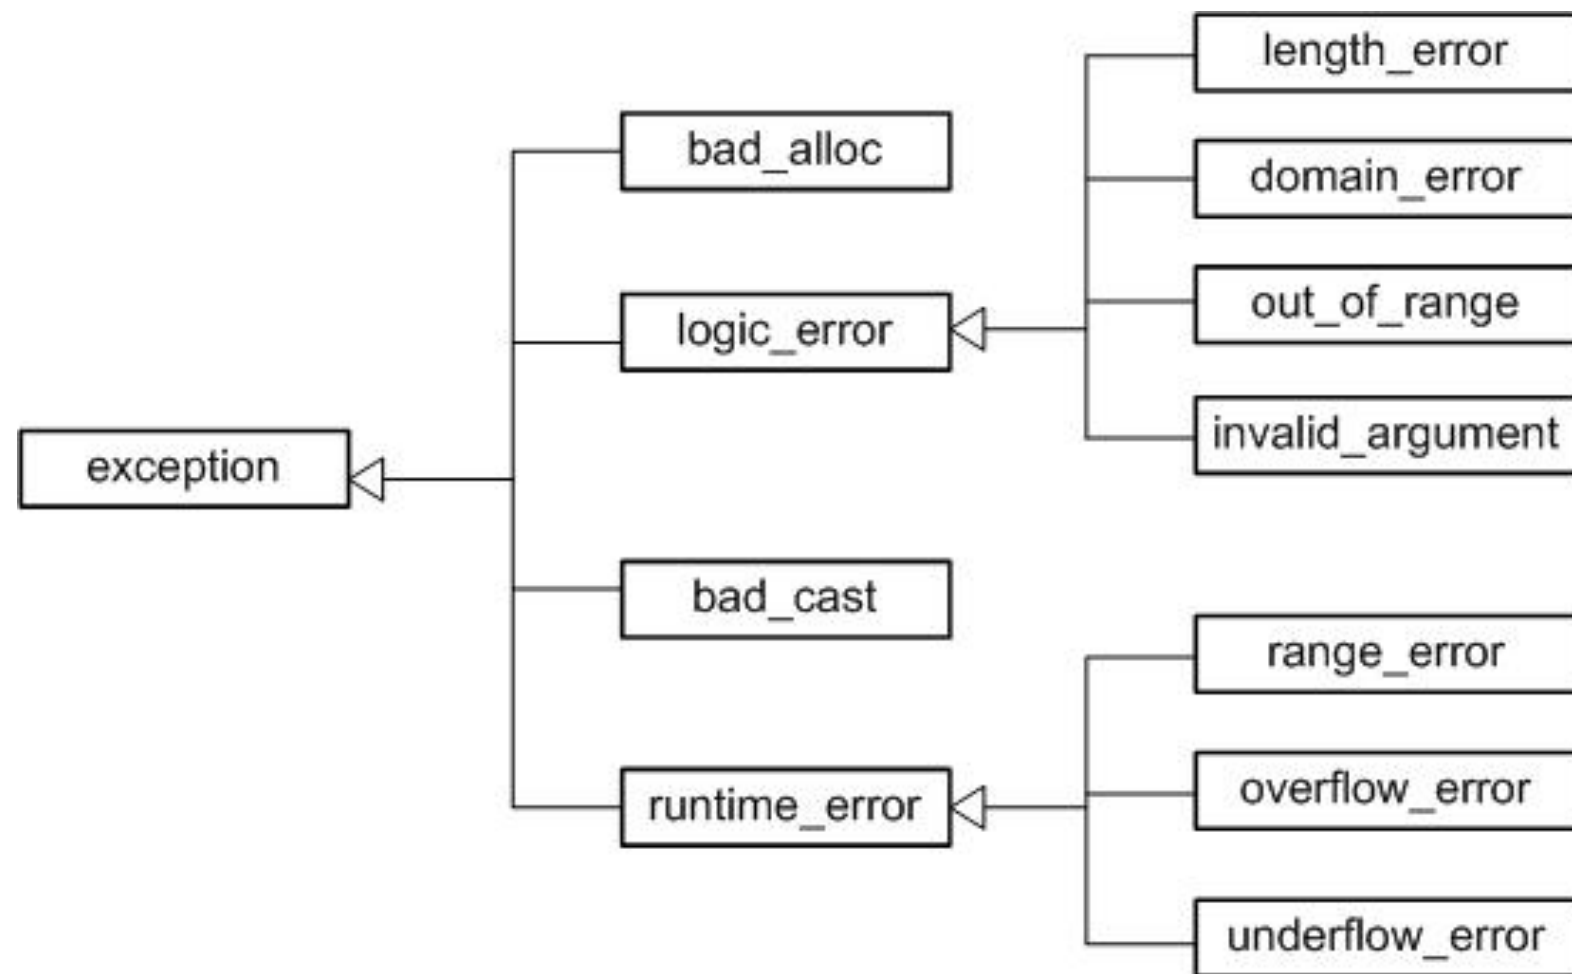 length_error
bad_alloc
domain_error
out_of_range
logic_error
invalid_argument
exception
bad_cast
range_error
overflow_error
runtime_error
underflow_error